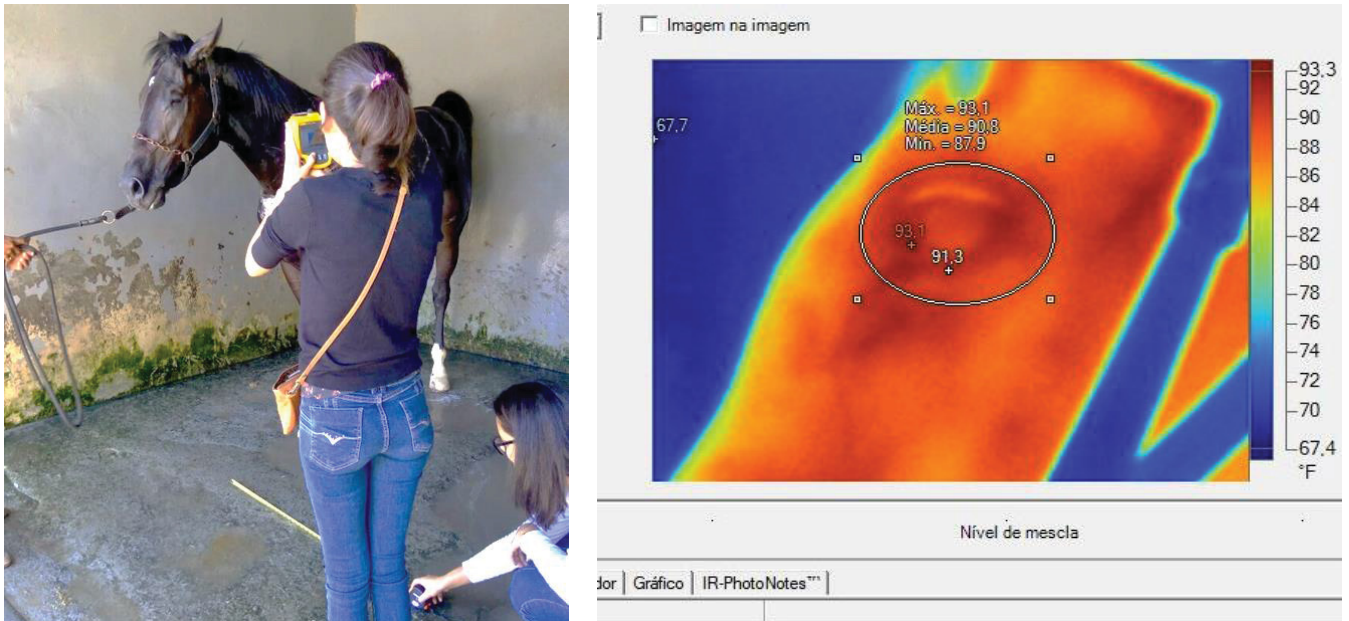 Imagem na imagem
Máx. = 93,1
Média = 90,8
Mín. = 87,9
67,7
93,1
91,3
93,3
92
90
88
86
84
82
80
78
76
74
72
70
67,4
°F
Nível de mescla
dor
Gráfico
IR-PhotoNotes™